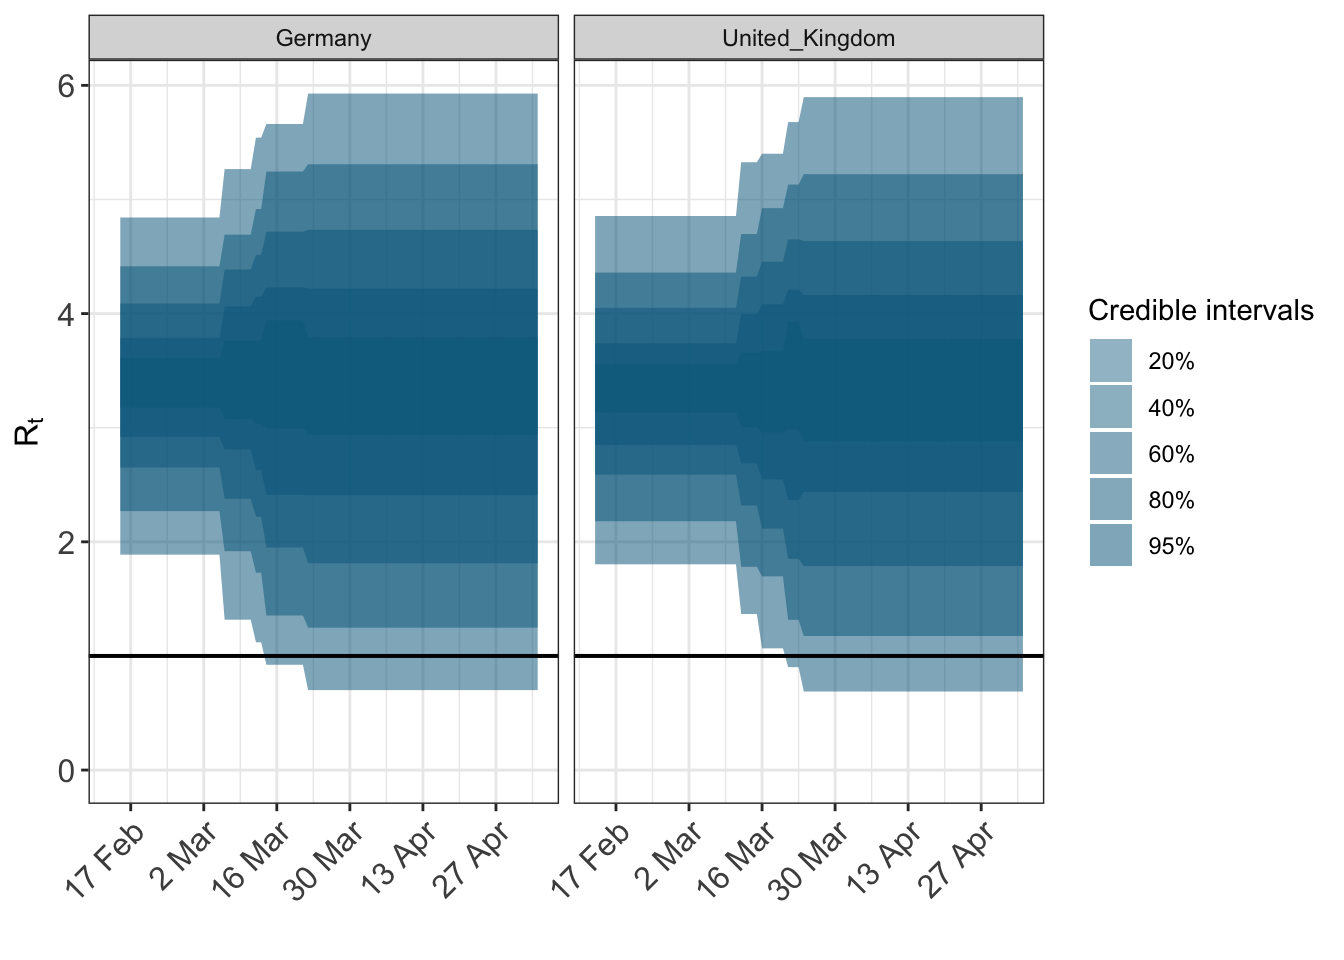 Germany
United_Kingdom
6
4
2
0
Rt
17 Feb
2 Mar
16 Mar
30 Mar
13 Apr
27 Apr
17 Feb
2 Mar
16 Mar
30 Mar
13 Apr
27 Apr
Credible intervals
20%
40%
60%
80%
95%